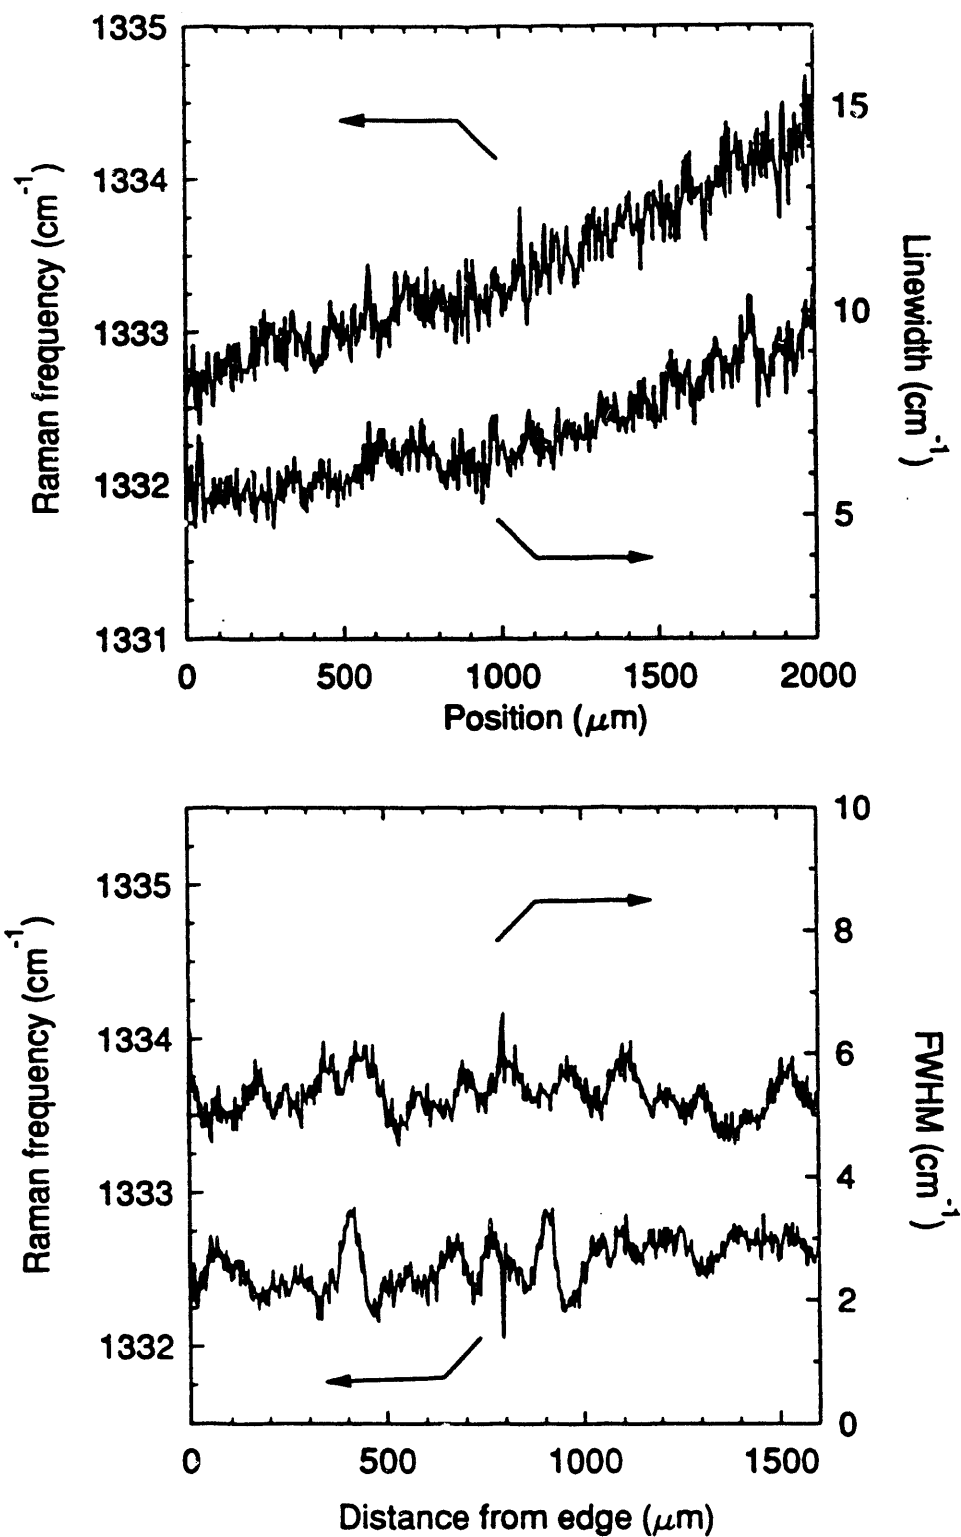 1335
1334
1333
1332
1331
Raman frequency (cm-1)
15
10
5
Linewidth (cm-1)
0 500 1000 1500 2000
Position (μm)
1335
1334
1333
1332
Raman frequency (cm-1)
10
8
6
4
2
0
FWHM (cm-1)
0 500 1000 1500
Distance from edge (μm)